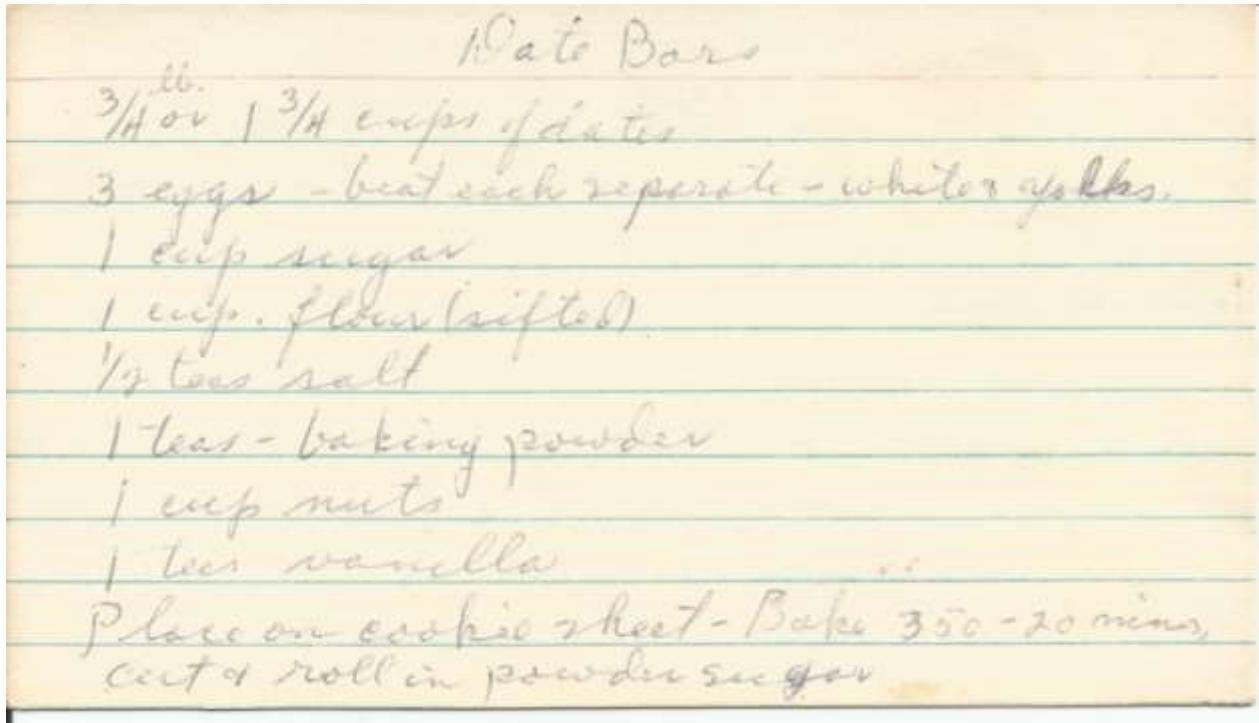 Date Bars
3/4 lb. or 1 3/4 cups of dates
3 eggs - beat each seperate - white & yolks.
1 cup sugar
1 cup. flour (sifted)
1/2 teas salt
1 teas - baking powder
1 cup nuts
1 teas vanilla
Place on cookie sheet - Bake 350 - 20 mins,
cut & roll in powder sugar